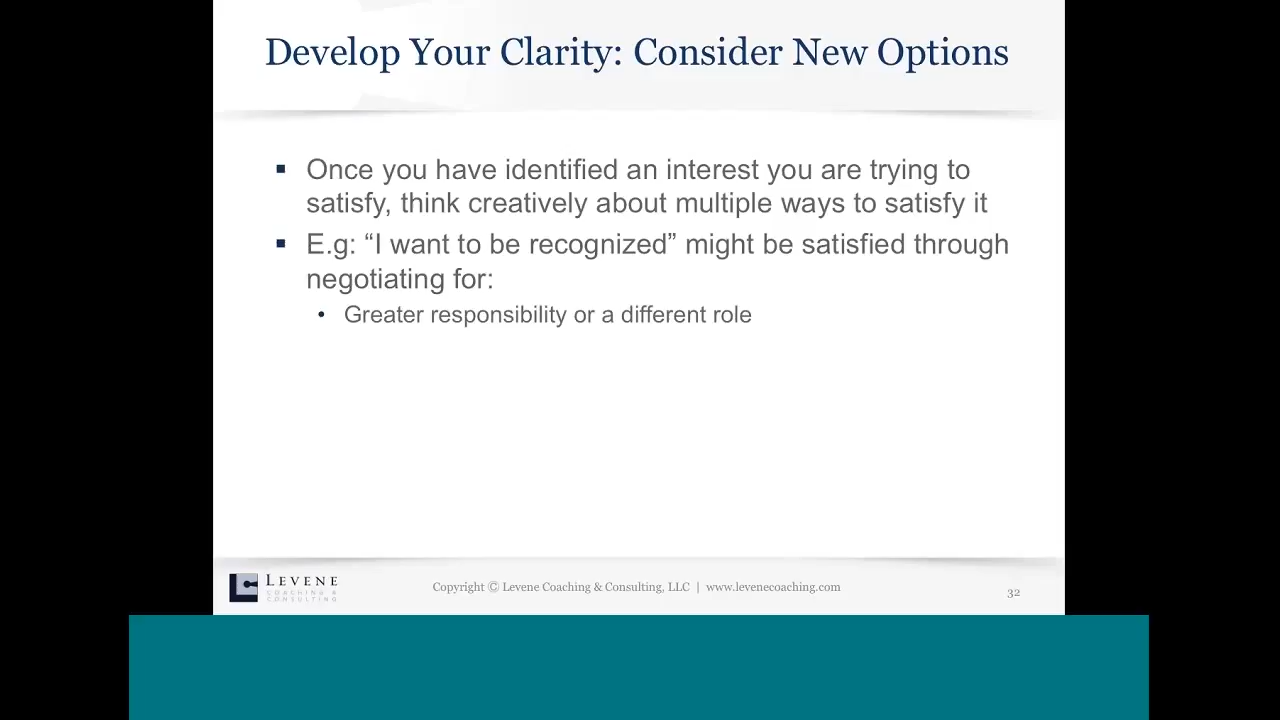 Develop Your Clarity: Consider New Options
▪ Once you have identified an interest you are trying to
satisfy, think creatively about multiple ways to satisfy it
▪ E.g: “I want to be recognized” might be satisfied through
negotiating for:
• Greater responsibility or a different role
LEVENE
COACHING &
CONSULTING
Copyright © Levene Coaching & Consulting, LLC | www.levenecoaching.com
32